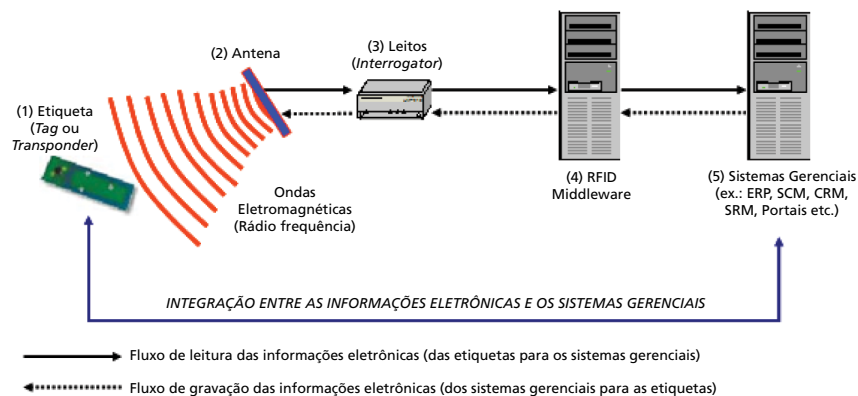 (1) Etiqueta
(Tag ou
Transponder)
(2) Antena
Ondas
Eletromagnéticas
(Rádio frequência)
(3) Leitos
(Interrogator)
(4) RFID
Middleware
(5) Sistemas Gerenciais
(ex.: ERP, SCM, CRM,
SRM, Portais etc.)
INTEGRAÇÃO ENTRE AS INFORMAÇÕES ELETRÔNICAS E OS SISTEMAS GERENCIAIS
Fluxo de leitura das informações eletrônicas (das etiquetas para os sistemas gerenciais)
Fluxo de gravação das informações eletrônicas (dos sistemas gerenciais para as etiquetas)